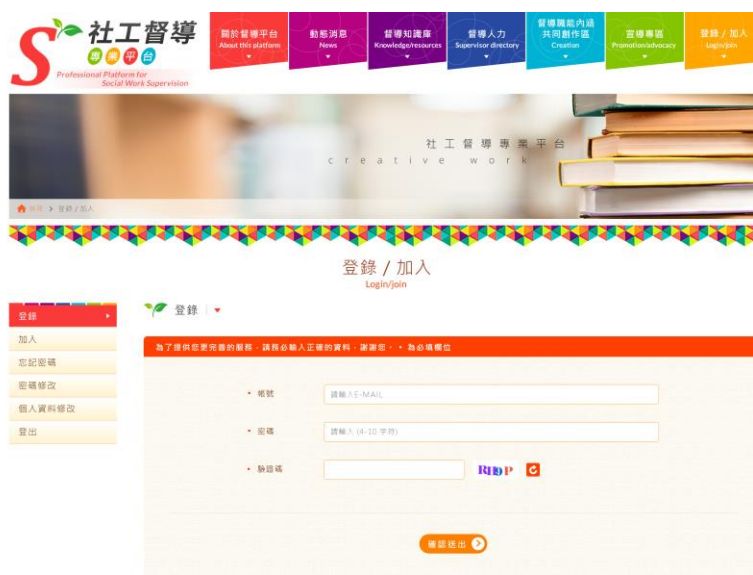 S
社工督導
專業平台
Professional Platform for
Social Work Supervision
關於督導平台
About this platform
動態消息
News
督導知識庫
Knowledge/resources
督導人力
Supervisor directory
督導職能內涵
共同創作區
Creation
宣導專區
Promotion/advocacy
登錄 / 加入
Login/join
社工督導專業平台
creative work
> 登錄/加入
登錄 / 加入
Login/join
登錄
加入
忘記密碼
密碼修改
個人資料修改
登出
登錄
為了提供您更完善的服務，請務必輸入正確的資料，謝謝您。 • 為必填欄位
• 帳號
請輸入E-MAIL
• 密碼
請輸入 (4-10 字符)
• 驗證碼
確認送出